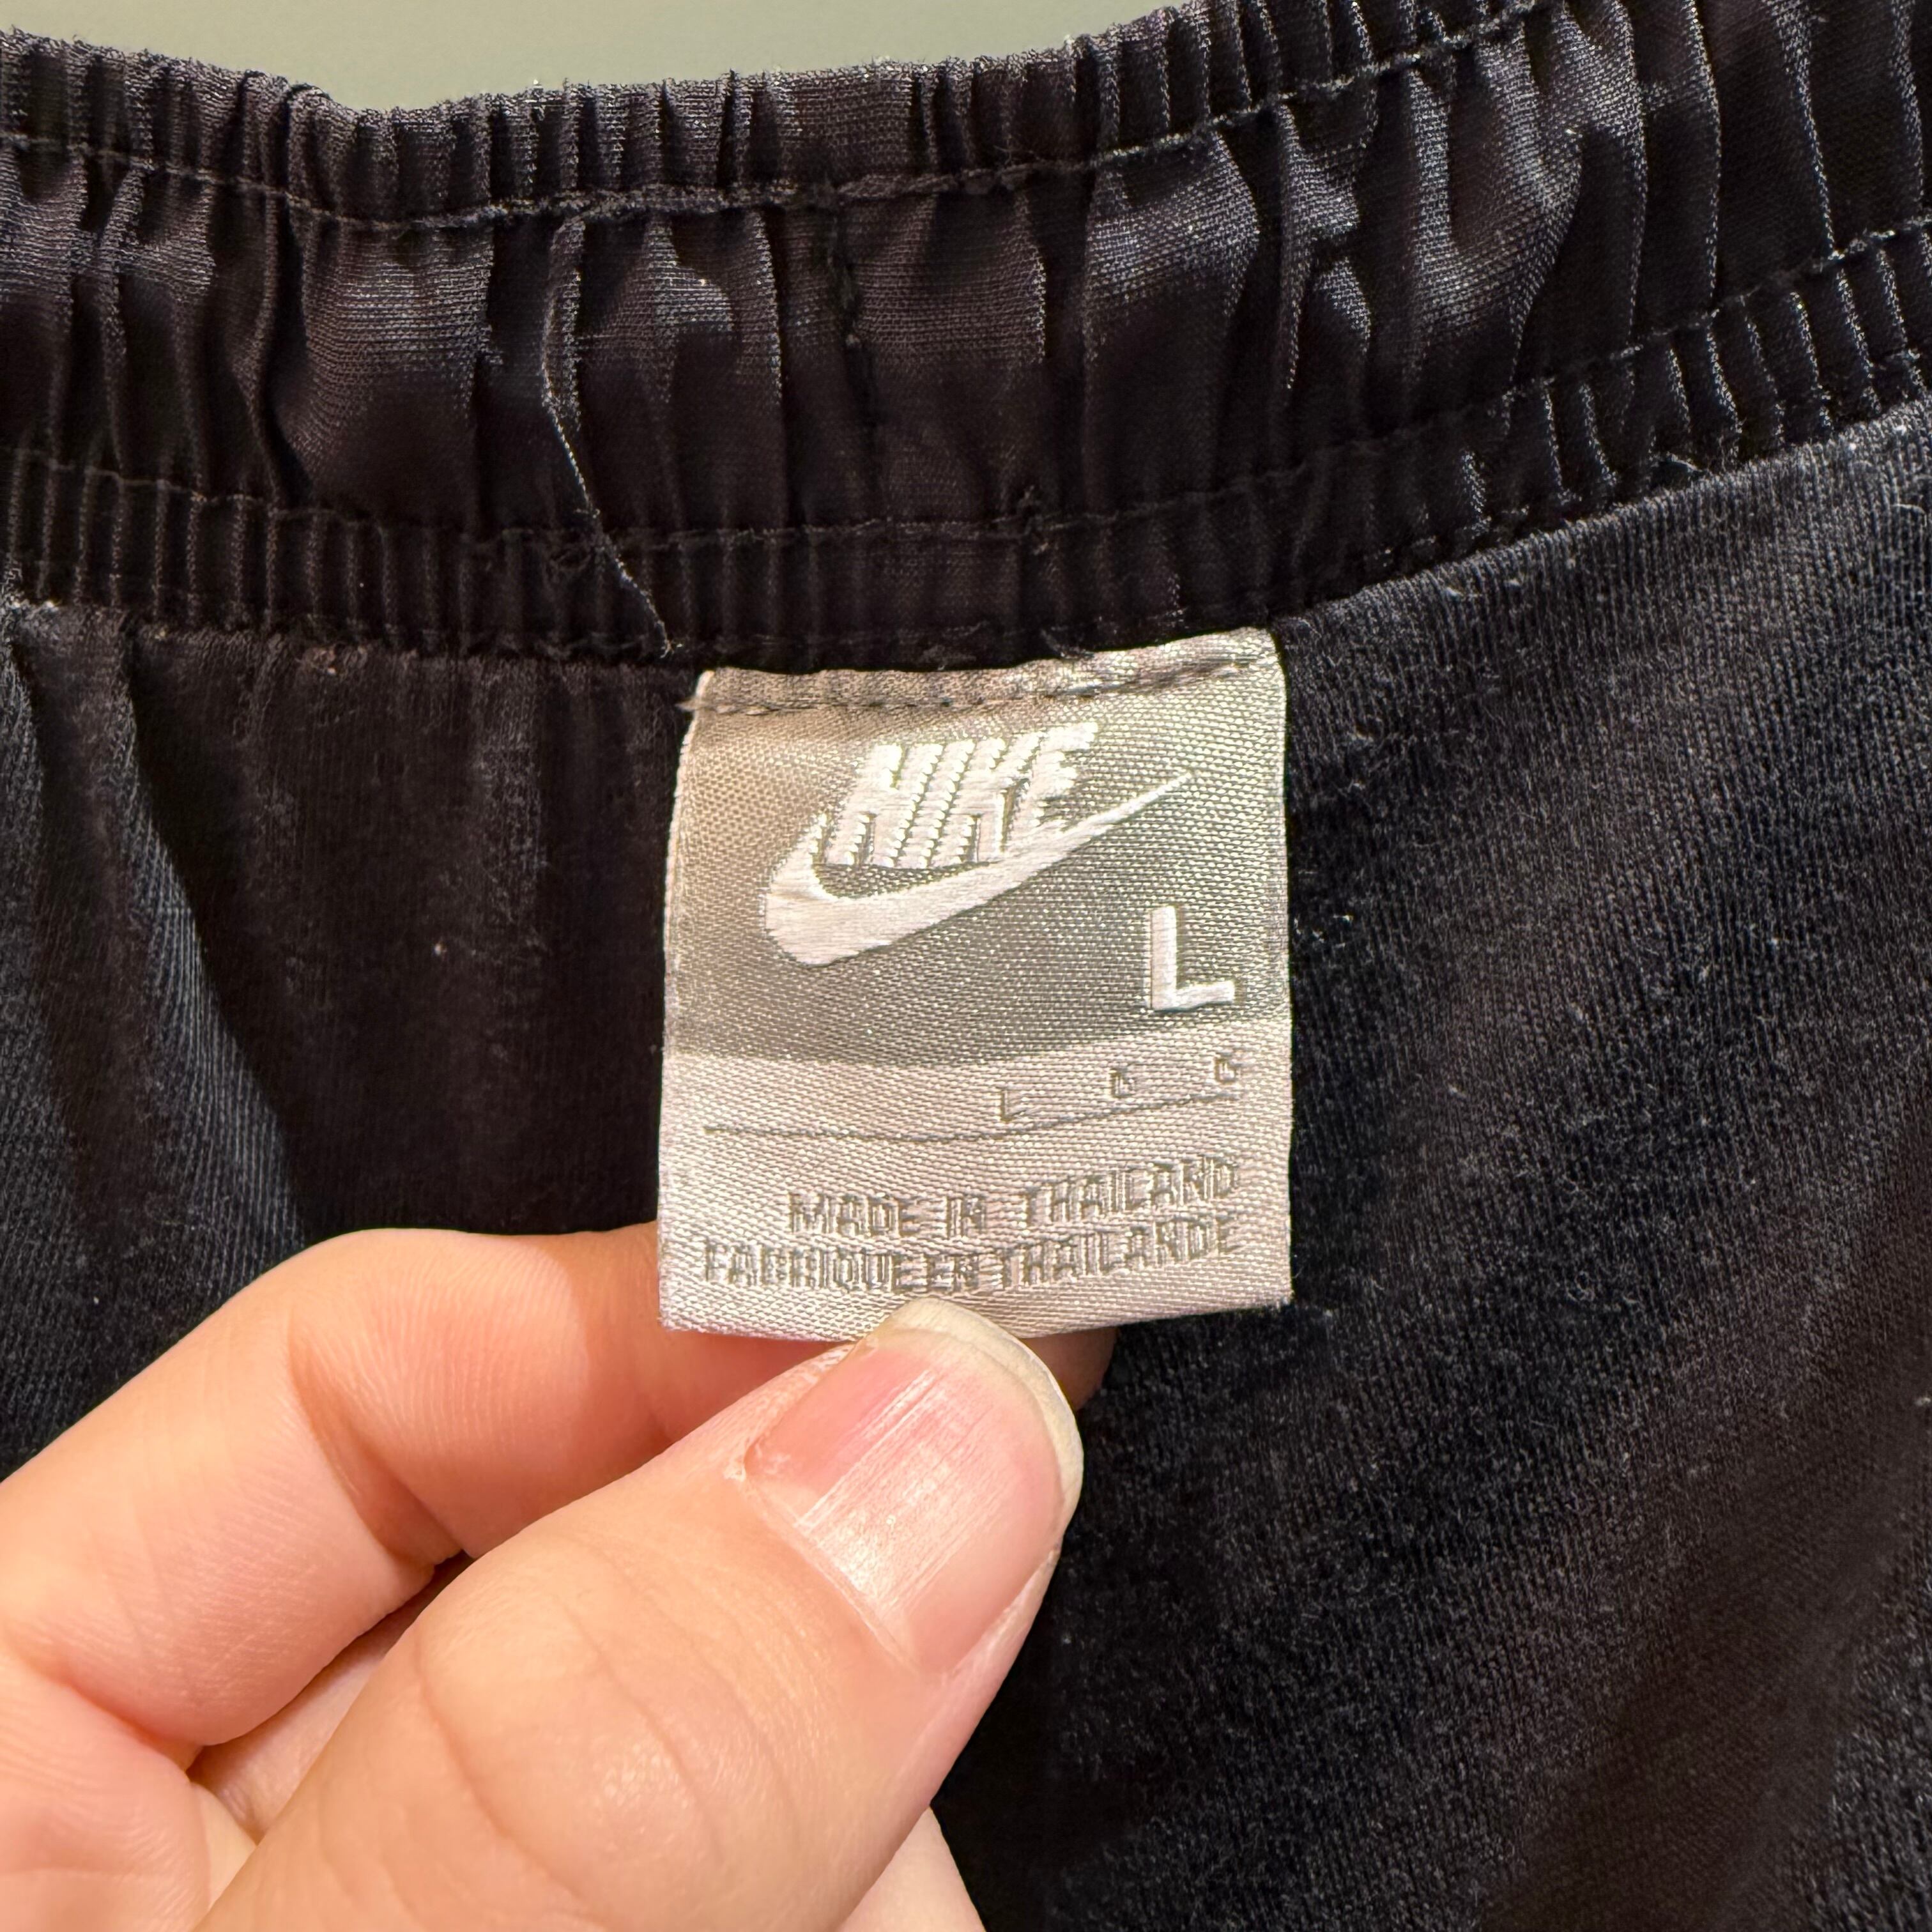 NIKE
L
L M G
MADE IN THAILAND
FABRIQUE EN THAILANDE